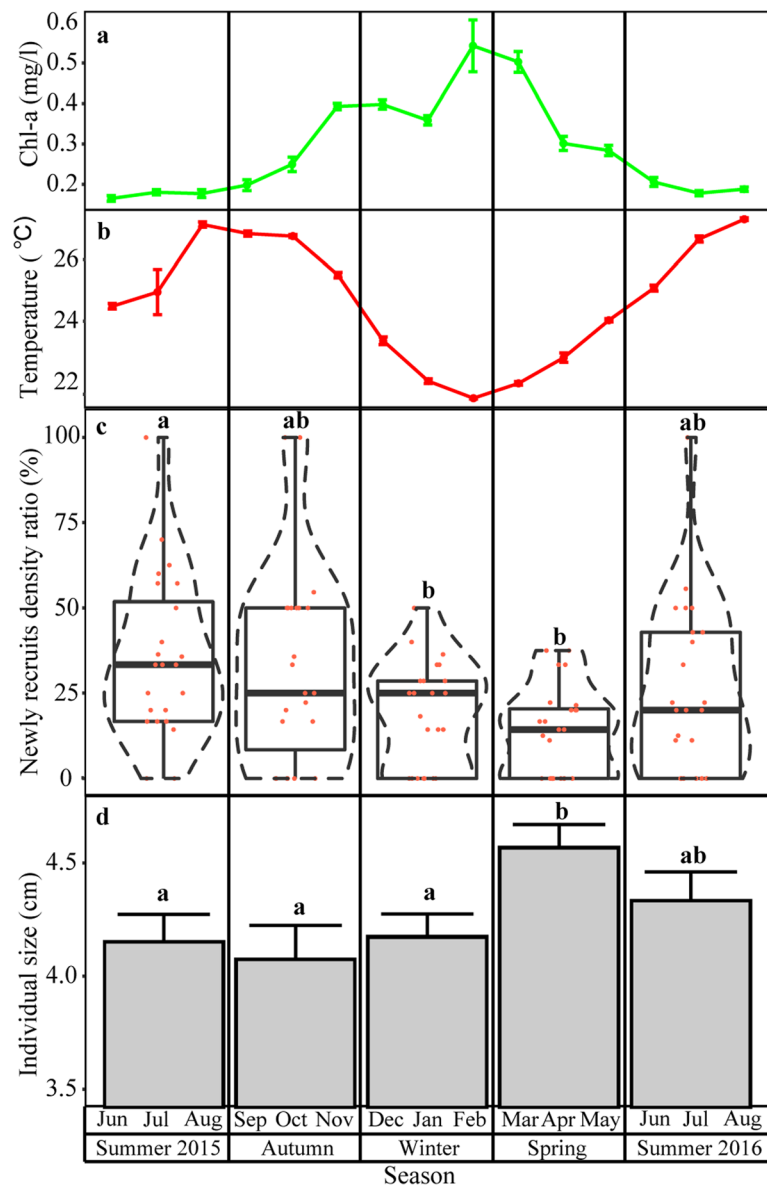 a
Chl-a (mg/l)
0.6
0.5
0.4
0.3
0.2
b
Temperature (℃)
26
24
22
c
Newly recruits density ratio (%)
100
75
50
25
0
a
ab
b
b
ab
d
Individual size (cm)
4.5
4.0
3.5
a
a
a
b
ab
Jun Jul Aug Sep Oct Nov Dec Jan Feb Mar Apr May Jun Jul Aug
Summer 2015 Autumn Winter Spring Summer 2016
Season